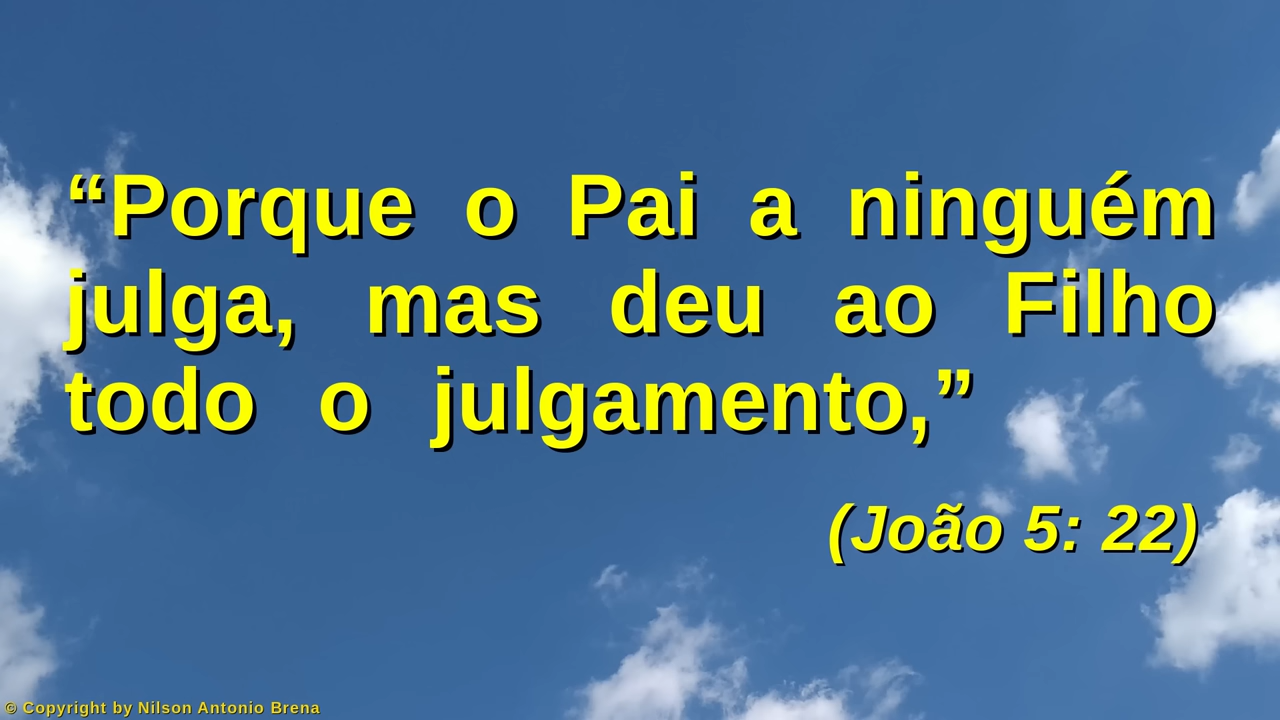 “Porque o Pai a ninguém
julga, mas deu ao Filho
todo o julgamento,”
(João 5: 22)
© Copyright by Nilson Antonio Brena